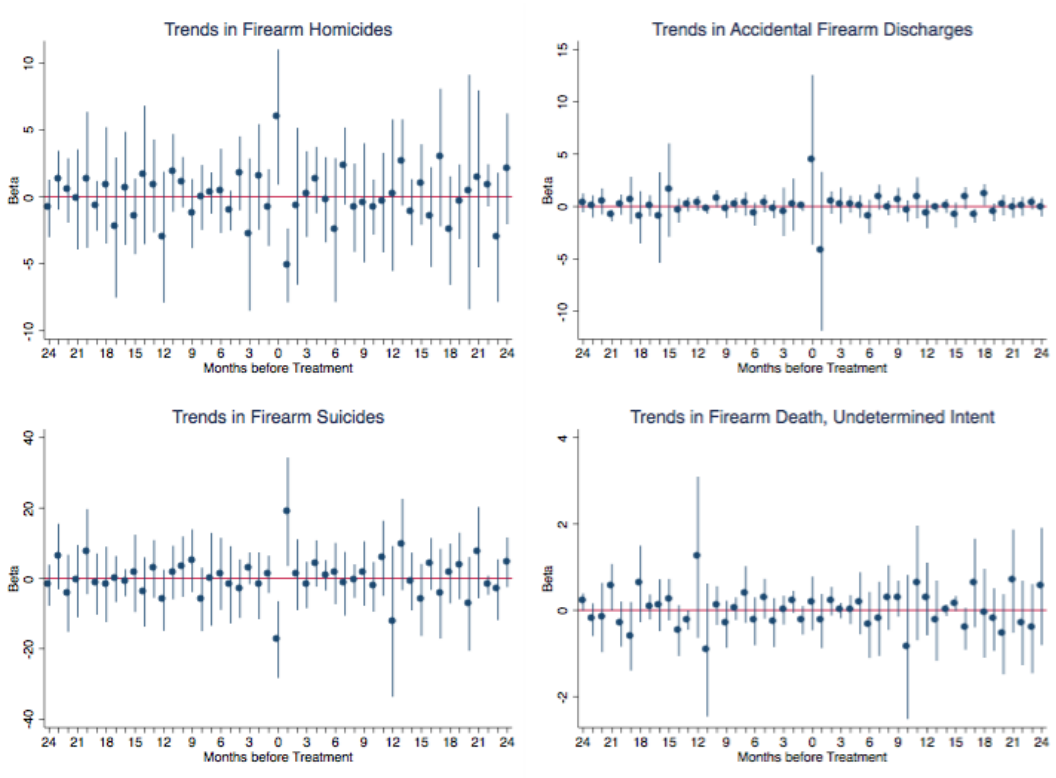 Trends in Firearm Homicides
Beta
10
5
0
-5
-10
24 21 18 15 12 9 6 3 0 3 6 9 12 15 18 21 24
Months before Treatment
Trends in Accidental Firearm Discharges
Beta
15
10
5
0
-5
-10
24 21 18 15 12 9 6 3 0 3 6 9 12 15 18 21 24
Months before Treatment
Trends in Firearm Suicides
Beta
40
20
0
-20
-40
24 21 18 15 12 9 6 3 0 3 6 9 12 15 18 21 24
Months before Treatment
Trends in Firearm Death, Undetermined Intent
Beta
4
2
0
-2
24 21 18 15 12 9 6 3 0 3 6 9 12 15 18 21 24
Months before Treatment